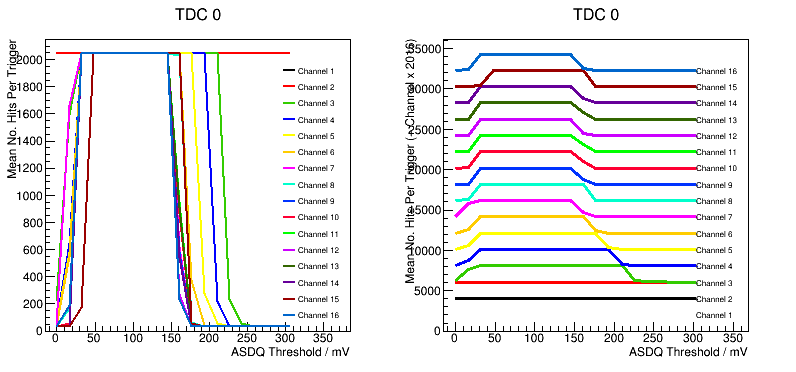 TDC 0
Mean No. Hits Per Trigger
2000
1800
1600
1400
1200
1000
800
600
400
200
0
0 50 100 150 200 250 300 350
ASDQ Threshold / mV
Channel 1
Channel 2
Channel 3
Channel 4
Channel 5
Channel 6
Channel 7
Channel 8
Channel 9
Channel 10
Channel 11
Channel 12
Channel 13
Channel 14
Channel 15
Channel 16
TDC 0
Mean No. Hits Per Trigger (+Channel x 2016)
35000
30000
25000
20000
15000
10000
5000
0
0 50 100 150 200 250 300 350
ASDQ Threshold / mV
Channel 16
Channel 15
Channel 14
Channel 13
Channel 12
Channel 11
Channel 10
Channel 9
Channel 8
Channel 7
Channel 6
Channel 5
Channel 4
Channel 3
Channel 2
Channel 1